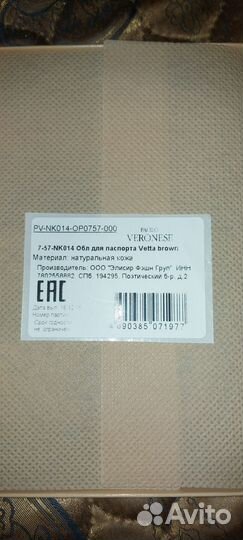 PV-NK014-OP0757-000
PAOLO
VERONESE
7-57-NK014 Обл для паспорта Vetta brown
Материал: натуральная кожа
Производитель: ООО "Элисир Фэшн Груп", ИНН
7802558882, СПб, 194295, Поэтический б-р, д.2
EAC
Дата вып.
Номер партии
Срок годности
не ограничен
4 690385 071977
Avito